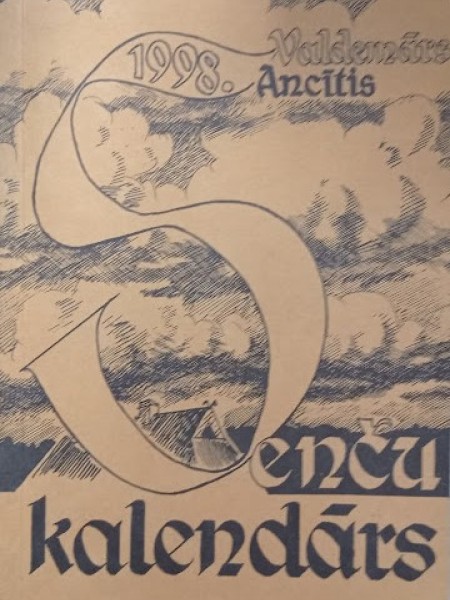 1998. Valdemārs
Ancītis
Senču
kalendārs